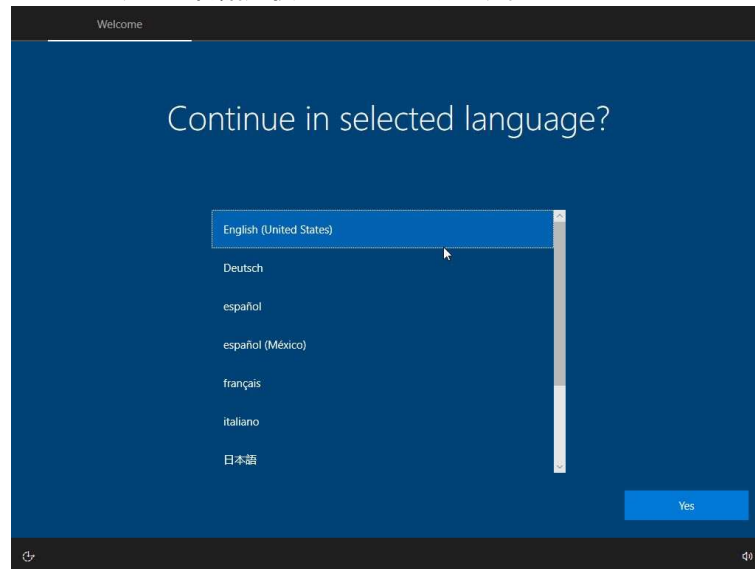 Welcome
Continue in selected language?
English (United States)
Deutsch
español
español (México)
français
italiano
日本語
Yes